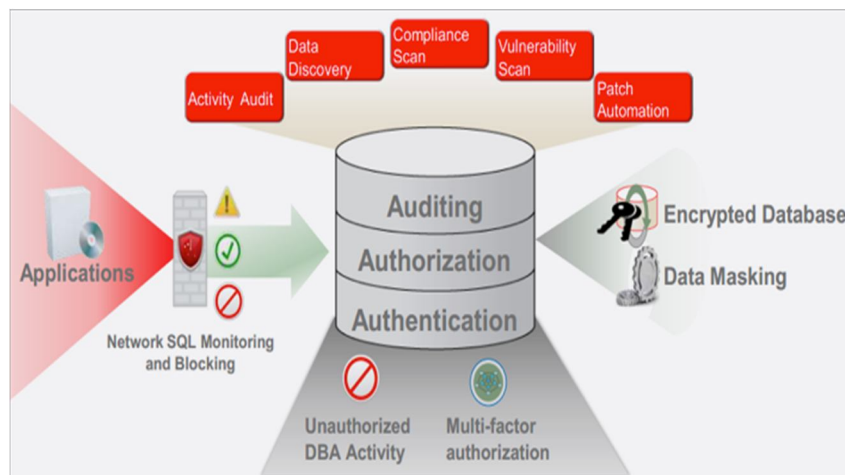 Compliance
Scan
Data
Discovery
Vulnerability
Scan
Activity Audit
Patch
Automation
Auditing
Authorization
Authentication
Applications
Network SQL Monitoring
and Blocking
Encrypted Database
Data Masking
Unauthorized
DBA Activity
Multi-factor
authorization